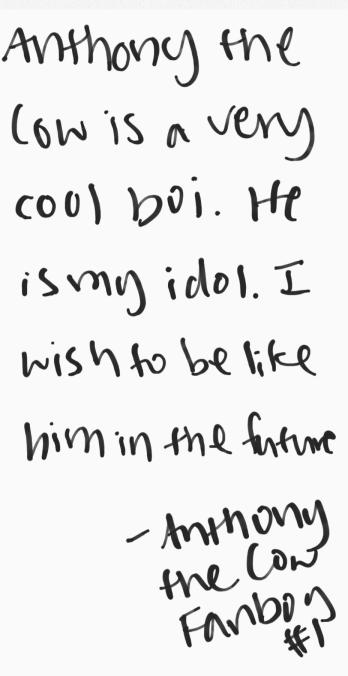 Anthony the
Cow is a very
cool boi. He
is my idol. I
wish to be like
him in the future
- Anthony
the Cow
Fanboy
#1